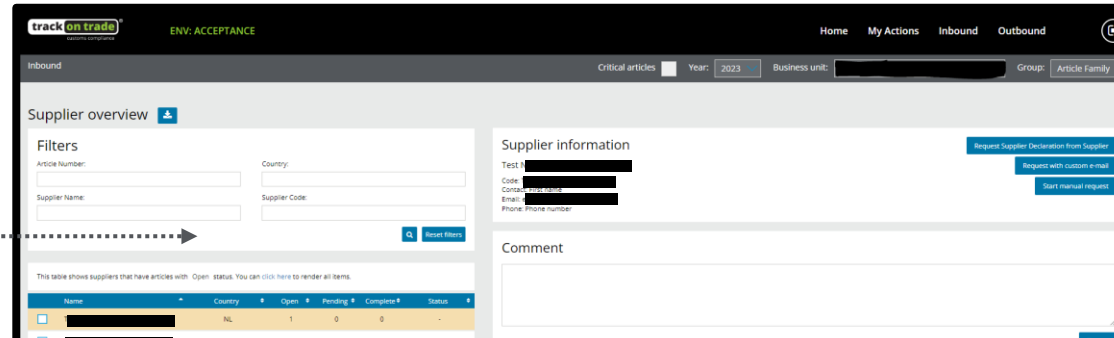 track on trade
customs compliance
ENV: ACCEPTANCE
Home My Actions Inbound Outbound
Inbound
Critical articles Year: 2023 Business unit: Group: Article Family
Supplier overview
Filters
Article Number: Country:
Supplier Name: Supplier Code:
Reset filters
This table shows suppliers that have articles with Open status. You can click here to render all items.
Name Country Open Pending Complete Status
NL 1 0 0 -
Supplier information
Request Supplier Declaration from Supplier
Test
Request with custom e-mail
Code:
Contact: First name
Start manual request
Email:
Phone: Phone number
Comment